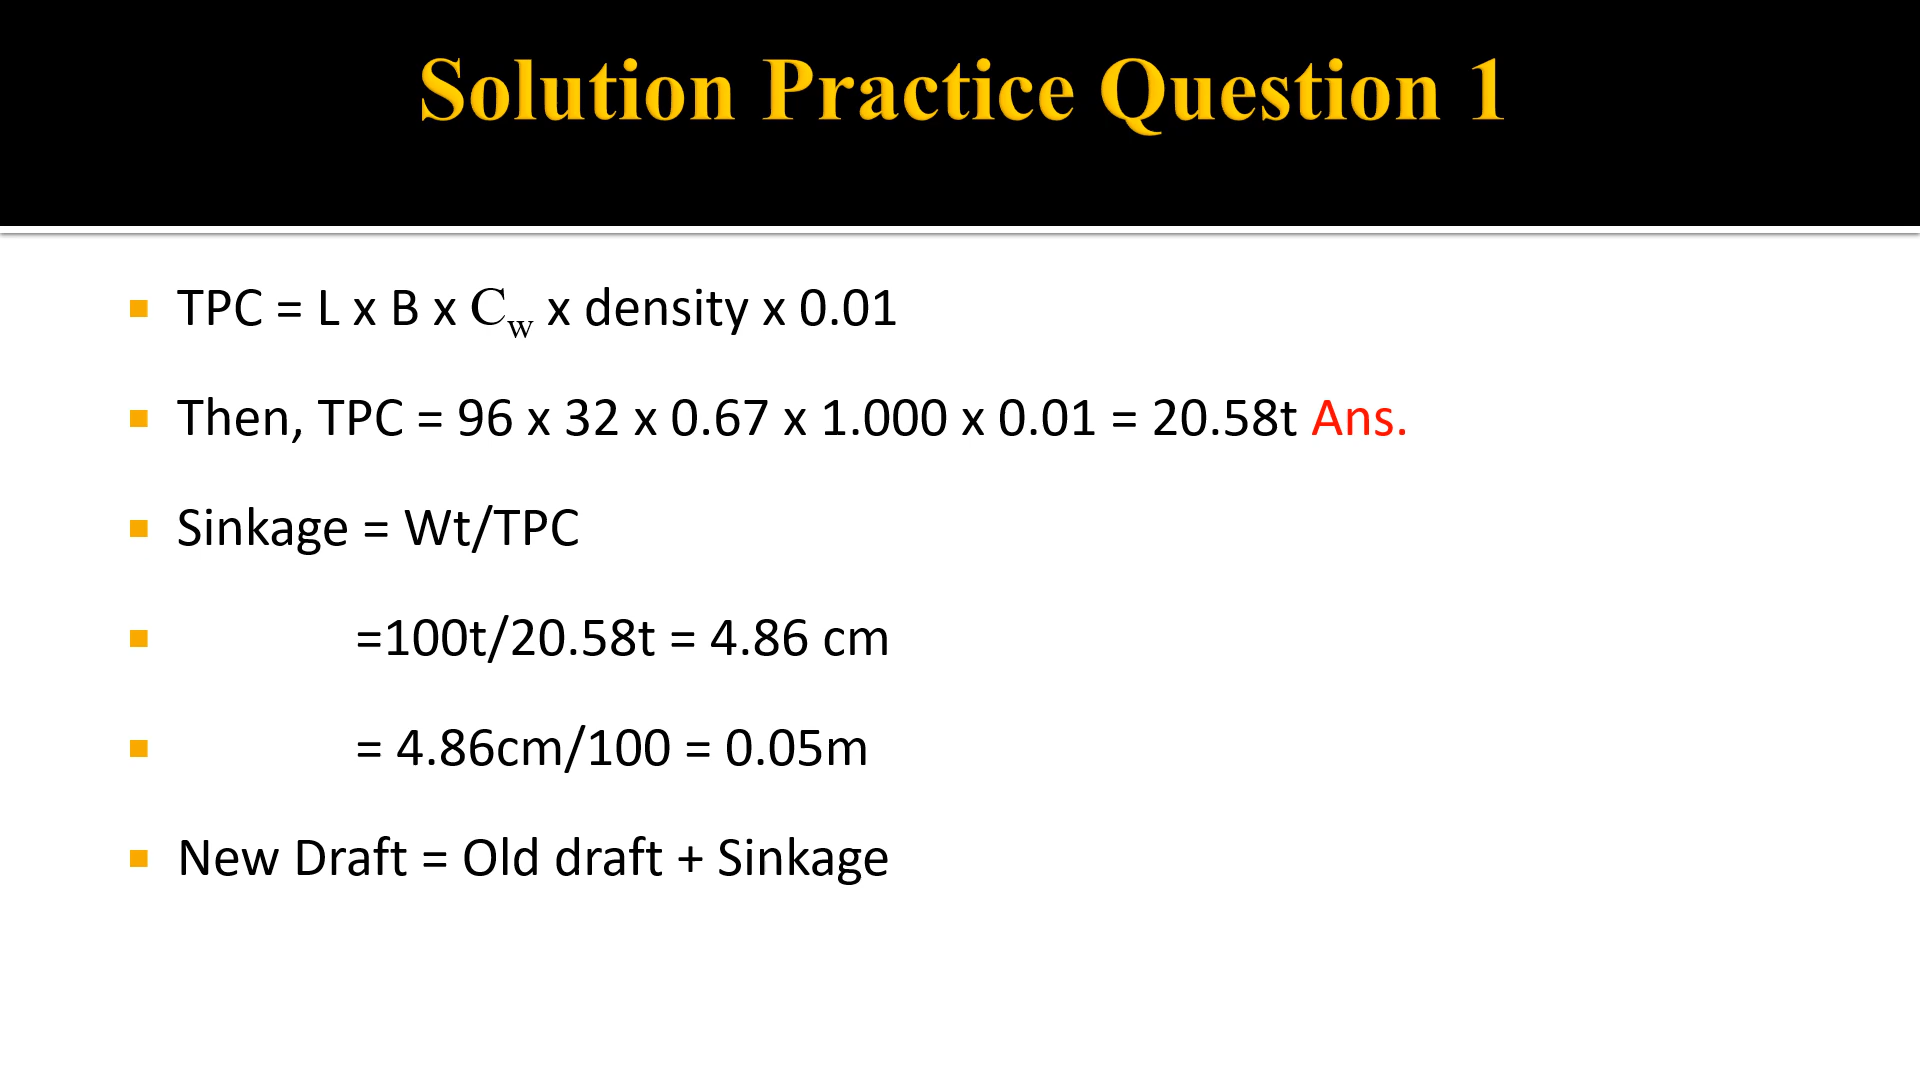 Solution Practice Question 1
TPC = L x B x Cw x density x 0.01
Then, TPC = 96 x 32 x 0.67 x 1.000 x 0.01 = 20.58t Ans.
Sinkage = Wt/TPC
=100t/20.58t = 4.86 cm
= 4.86cm/100 = 0.05m
New Draft = Old draft + Sinkage